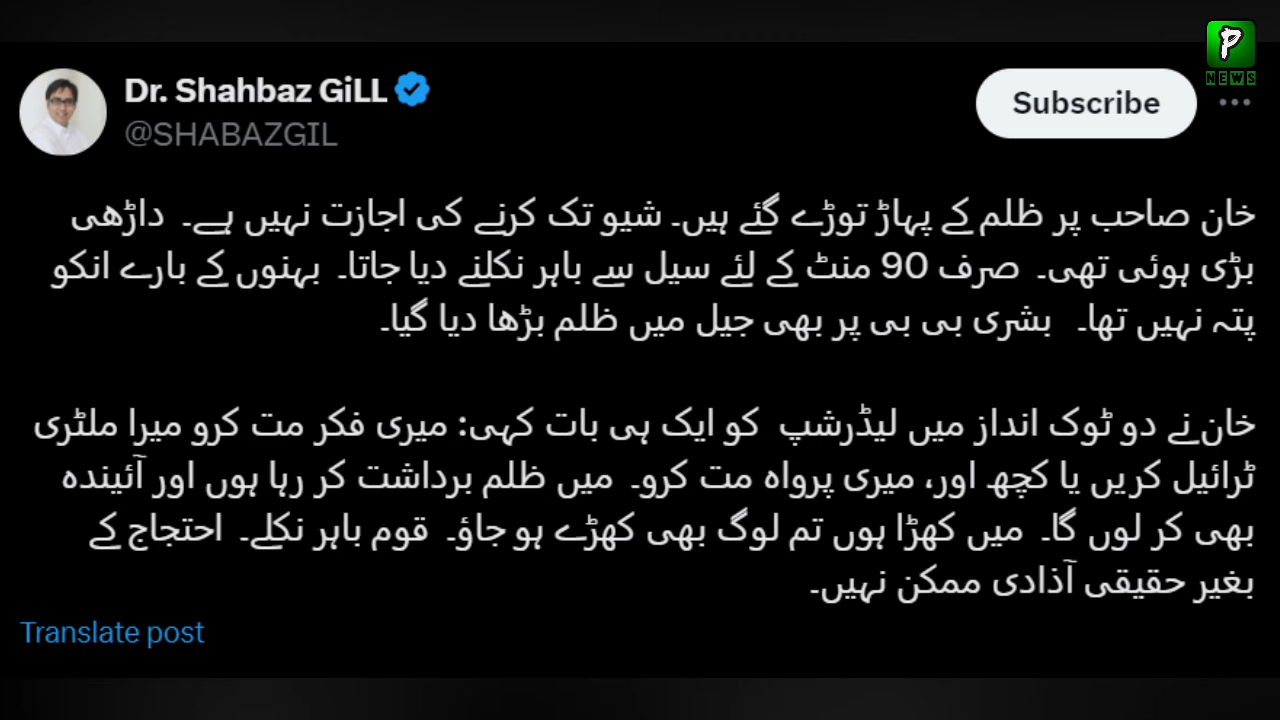 P
NEWS
Dr. Shahbaz GiLL
@SHABAZGIL
Subscribe
خان صاحب پر ظلم کے پہاڑ توڑے گئے ہیں۔ شیو تک کرنے کی اجازت نہیں ہے۔ داڑھی
بڑی ہوئی تھی۔ صرف 90 منٹ کے لئے سیل سے باہر نکلنے دیا جاتا۔ بہنوں کے بارے انکو
پتہ نہیں تھا۔ بشری بی بی پر بھی جیل میں ظلم بڑھا دیا گیا۔
خان نے دو ٹوک انداز میں لیڈرشپ کو ایک ہی بات کہی: میری فکر مت کرو میرا ملٹری
ٹرائیل کریں یا کچھ اور، میری پرواہ مت کرو۔ میں ظلم برداشت کر رہا ہوں اور آئیندہ
بھی کر لوں گا۔ میں کھڑا ہوں تم لوگ بھی کھڑے ہو جاؤ۔ قوم باہر نکلے۔ احتجاج کے
بغیر حقیقی آذادی ممکن نہیں۔
Translate post